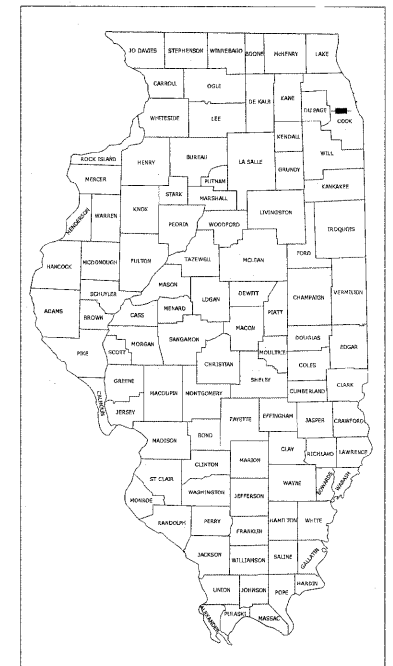 JO DAVIES STEPHENSON WINNEBAGO BOONE McHENRY LAKE
CARROLL OGLE
DE KALB KANE
DU PAGE
COOK
WHITESIDE LEE
KENDALL
WILL
ROCK ISLAND
HENRY BUREAU
LA SALLE
GRUNDY
MERCER
PUTNAM
KANKAKEE
STARK
MARSHALL
HENDERSON
WARREN
KNOX
LIVINGSTON
PEORIA
WOODFORD
IROQUOIS
HANCOCK
McDONOUGH
FULTON
TAZEWELL
McLEAN
FORD
MASON
SCHUYLER
LOGAN
DEWITT
CHAMPAIGN
VERMILION
ADAMS
BROWN
CASS
MENARD
PIATT
MACON
MORGAN
SANGAMON
DOUGLAS
EDGAR
PIKE
SCOTT
CHRISTIAN
MOULTRIE
COLES
SHELBY
GREENE
MACOUPIN
MONTGOMERY
CUMBERLAND
CLARK
CALHOUN
JERSEY
FAYETTE
EFFINGHAM
JASPER
CRAWFORD
MADISON
BOND
CLAY
RICHLAND
LAWRENCE
MARION
CLINTON
ST CLAIR
WAYNE
EDWARDS
WABASH
WASHINGTON
JEFFERSON
MONROE
RANDOLPH
PERRY
HAMILTON
WHITE
FRANKLIN
JACKSON
WILLIAMSON
SALINE
GALLATIN
UNION
JOHNSON
POPE
HARDIN
ALEXANDER
PULASKI
MASSAC